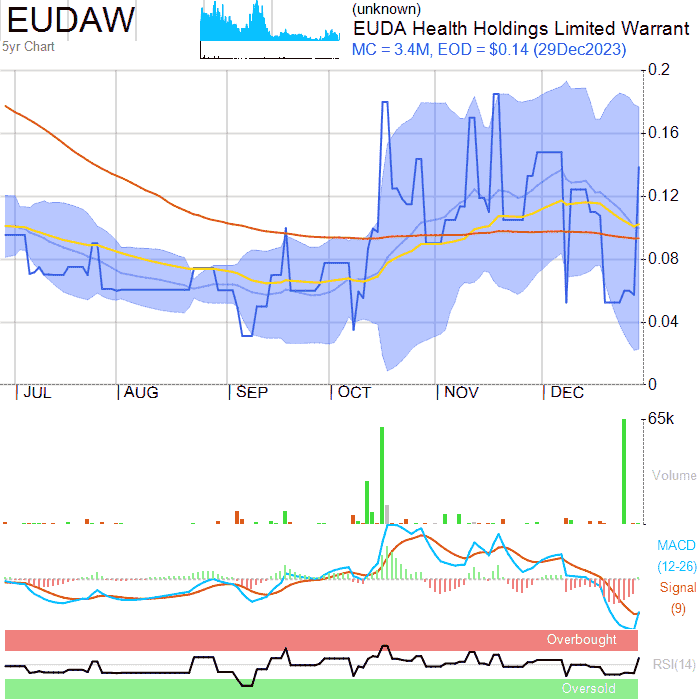 EUDAW
5yr Chart
(unknown)
EUDA Health Holdings Limited Warrant
MC = 3.4M, EOD = $0.14 (29Dec2023)
0.2
0.16
0.12
0.08
0.04
0
JUL
AUG
SEP
OCT
NOV
DEC
65k
Volume
MACD
(12-26)
Signal
(9)
Overbought
RSI(14)
Oversold